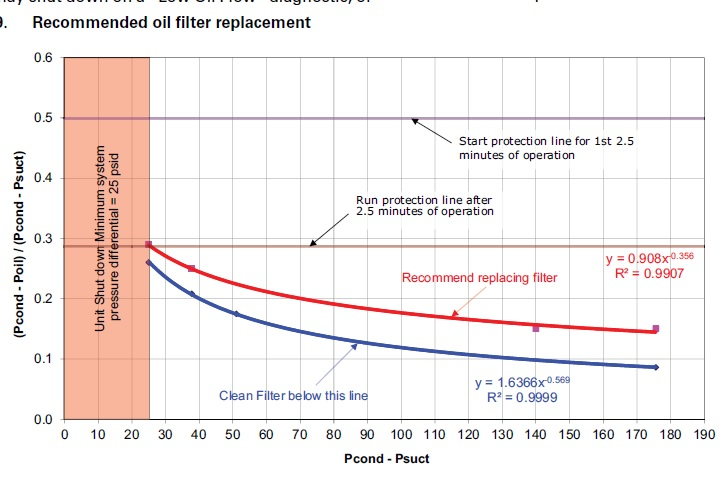 9. Recommended oil filter replacement
0.6
0.5
0.4
0.3
0.2
0.1
0.0
(Pcond - Poil) / (Pcond - Psuct)
Unit Shut down Minimum system
pressure differential = 25 psid
Start protection line for 1st 2.5
minutes of operation
Run protection line after
2.5 minutes of operation
y = 0.908x-0.356
R² = 0.9907
Recommend replacing filter
Clean Filter below this line
y = 1.6366x-0.569
R² = 0.9999
0 10 20 30 40 50 60 70 80 90 100 110 120 130 140 150 160 170 180 190
Pcond - Psuct